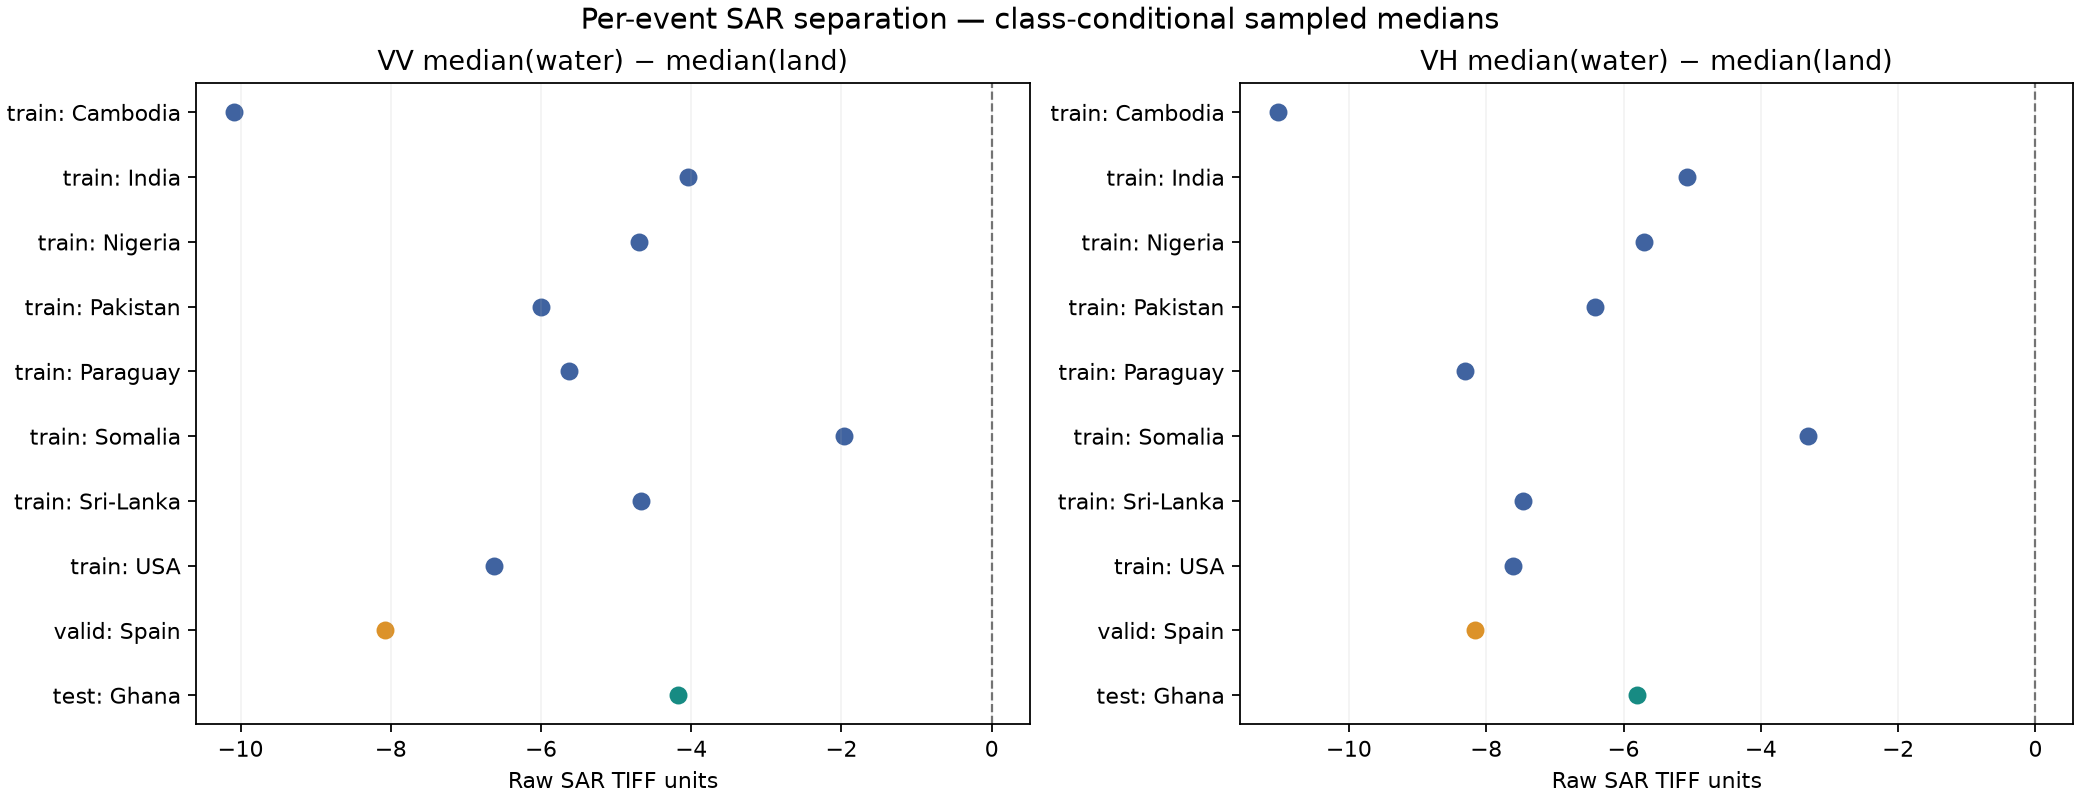 Per-event SAR separation — class-conditional sampled medians
VV median(water) − median(land)
train: Cambodia
train: India
train: Nigeria
train: Pakistan
train: Paraguay
train: Somalia
train: Sri-Lanka
train: USA
valid: Spain
test: Ghana
−10 −8 −6 −4 −2 0
Raw SAR TIFF units
VH median(water) − median(land)
train: Cambodia
train: India
train: Nigeria
train: Pakistan
train: Paraguay
train: Somalia
train: Sri-Lanka
train: USA
valid: Spain
test: Ghana
−10 −8 −6 −4 −2 0
Raw SAR TIFF units